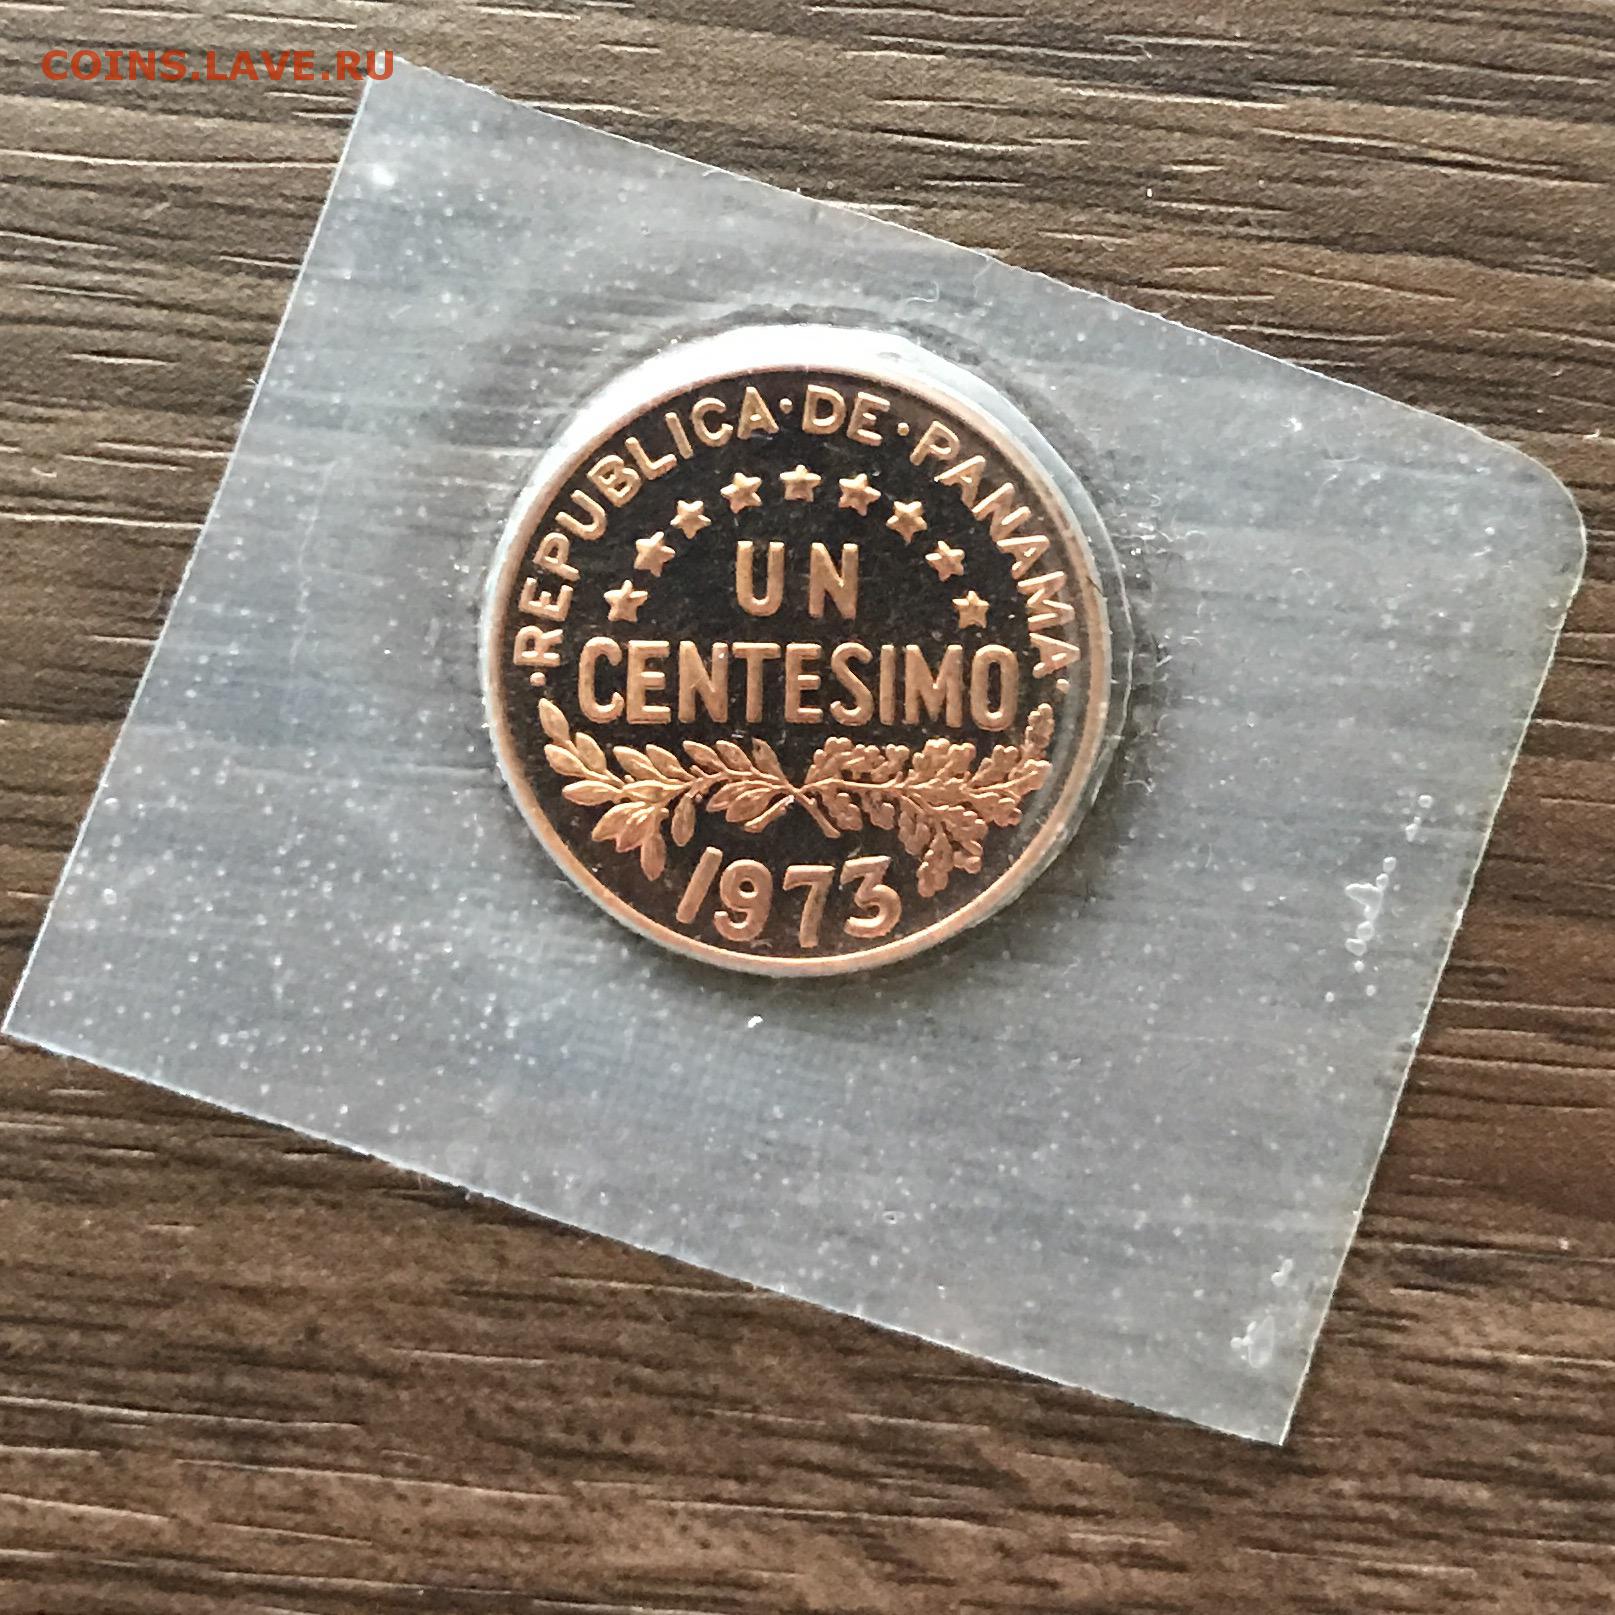 COINS.LAVE.RU
·REPUBLICA·DE·PANAMA·
UN
CENTESIMO
1973